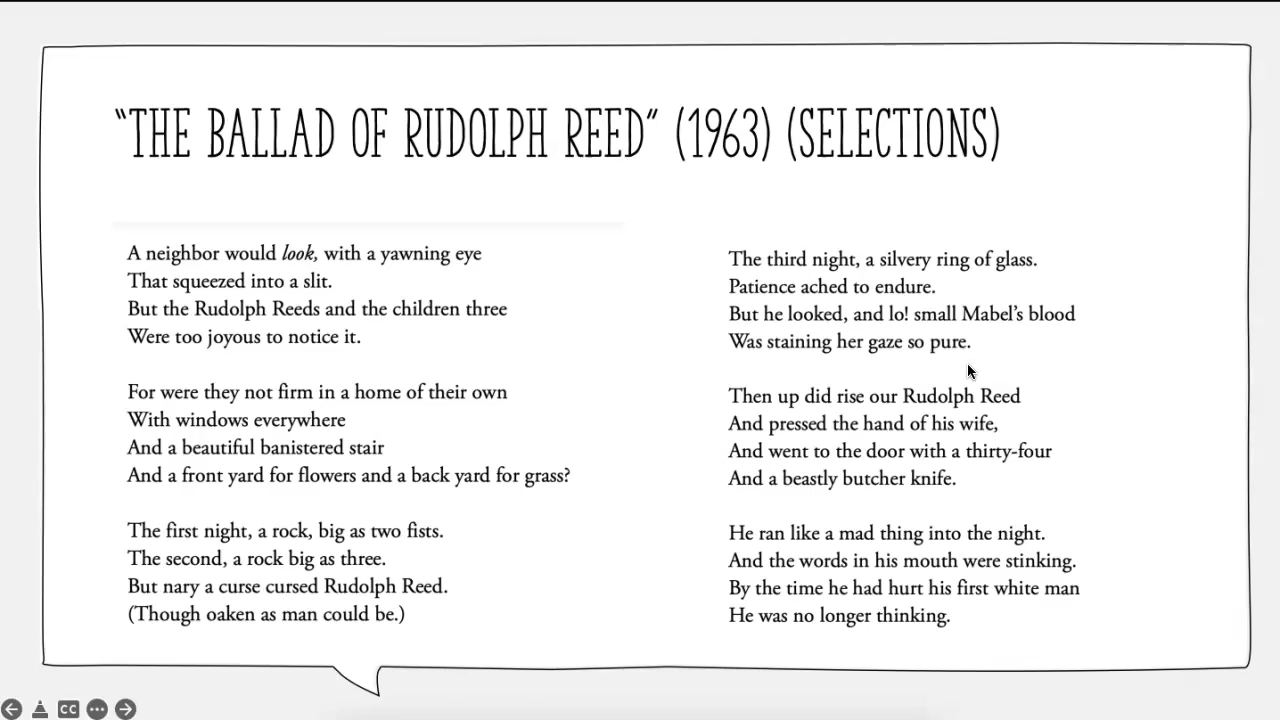 “THE BALLAD OF RUDOLPH REED” (1963) (SELECTIONS)
A neighbor would look, with a yawning eye
That squeezed into a slit.
But the Rudolph Reeds and the children three
Were too joyous to notice it.
For were they not firm in a home of their own
With windows everywhere
And a beautiful banistered stair
And a front yard for flowers and a back yard for grass?
The first night, a rock, big as two fists.
The second, a rock big as three.
But nary a curse cursed Rudolph Reed.
(Though oaken as man could be.)
The third night, a silvery ring of glass.
Patience ached to endure.
But he looked, and lo! small Mabel’s blood
Was staining her gaze so pure.
Then up did rise our Rudolph Reed
And pressed the hand of his wife,
And went to the door with a thirty-four
And a beastly butcher knife.
He ran like a mad thing into the night.
And the words in his mouth were stinking.
By the time he had hurt his first white man
He was no longer thinking.
CC